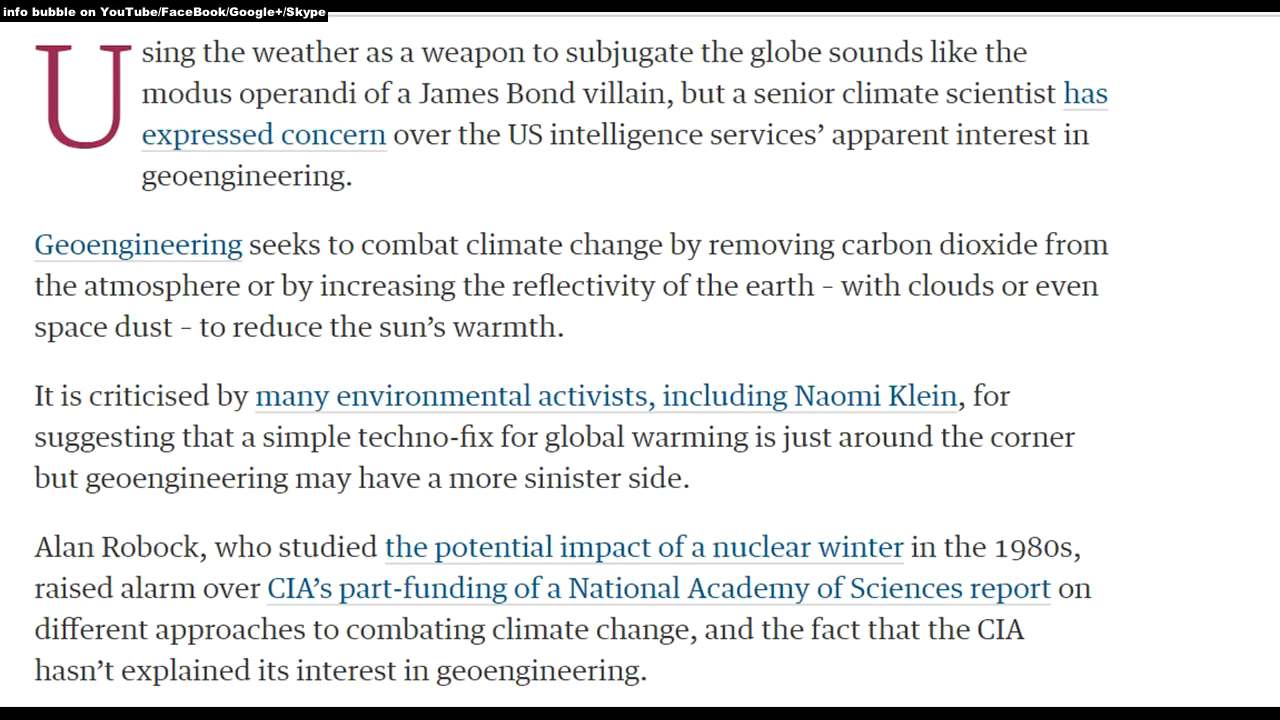 info bubble on YouTube/FaceBook/Google+/Skype
Using the weather as a weapon to subjugate the globe sounds like the
modus operandi of a James Bond villain, but a senior climate scientist has
expressed concern over the US intelligence services’ apparent interest in
geoengineering.
Geoengineering seeks to combat climate change by removing carbon dioxide from
the atmosphere or by increasing the reflectivity of the earth – with clouds or even
space dust – to reduce the sun’s warmth.
It is criticised by many environmental activists, including Naomi Klein, for
suggesting that a simple techno-fix for global warming is just around the corner
but geoengineering may have a more sinister side.
Alan Robock, who studied the potential impact of a nuclear winter in the 1980s,
raised alarm over CIA’s part-funding of a National Academy of Sciences report on
different approaches to combating climate change, and the fact that the CIA
hasn’t explained its interest in geoengineering.